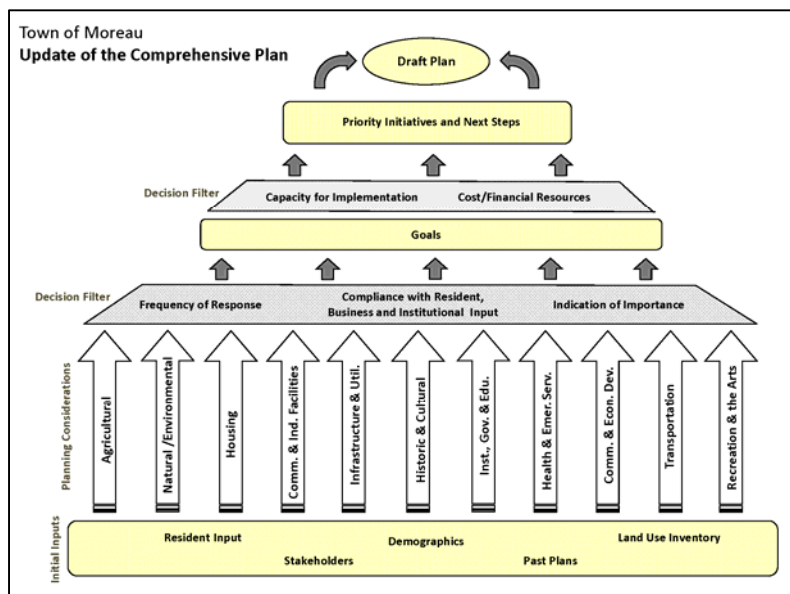 Town of Moreau
Update of the Comprehensive Plan
Draft Plan
Priority Initiatives and Next Steps
Decision Filter
Capacity for Implementation
Cost/Financial Resources
Goals
Decision Filter
Frequency of Response
Compliance with Resident,
Business and Institutional Input
Indication of Importance
Planning Considerations
Agricultural
Natural /Environmental
Housing
Comm. & Ind. Facilities
Infrastructure & Util.
Historic & Cultural
Inst., Gov. & Edu.
Health & Emer. Serv.
Comm. & Econ. Dev.
Transportation
Recreation & the Arts
Initial Inputs
Resident Input
Stakeholders
Demographics
Past Plans
Land Use Inventory